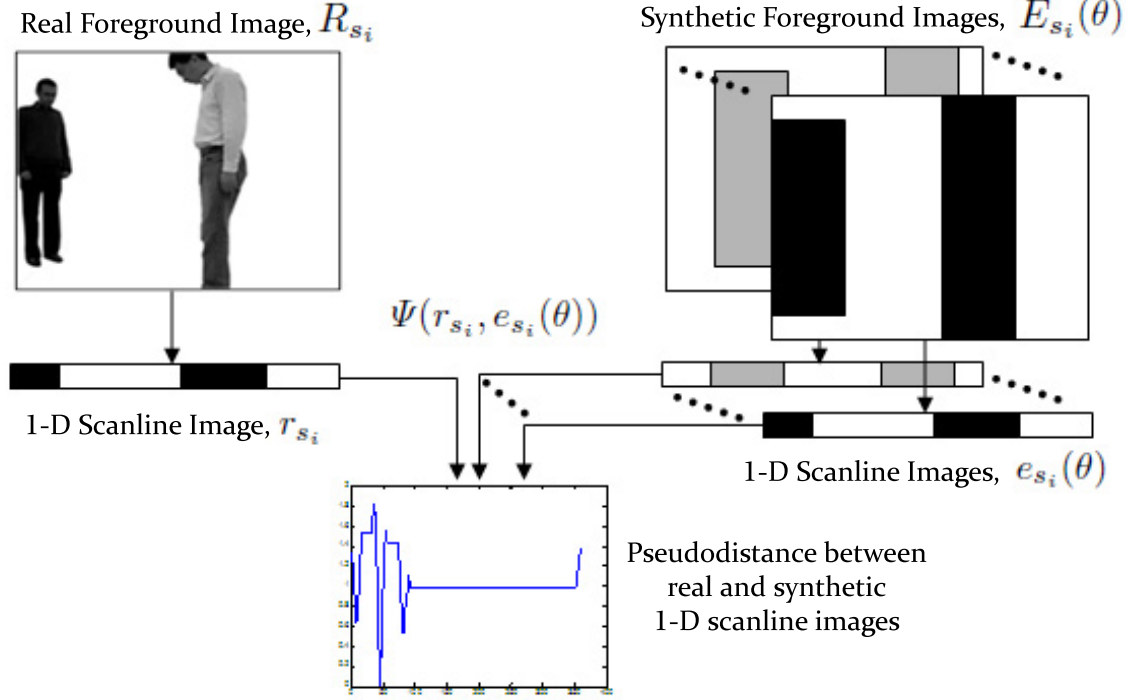 Real Foreground Image, R_{s_i}
Synthetic Foreground Images, E_{s_i}(θ)
Ψ(r_{s_i}, e_{s_i}(θ))
1-D Scanline Image, r_{s_i}
1-D Scanline Images, e_{s_i}(θ)
Pseudodistance between
real and synthetic
1-D scanline images